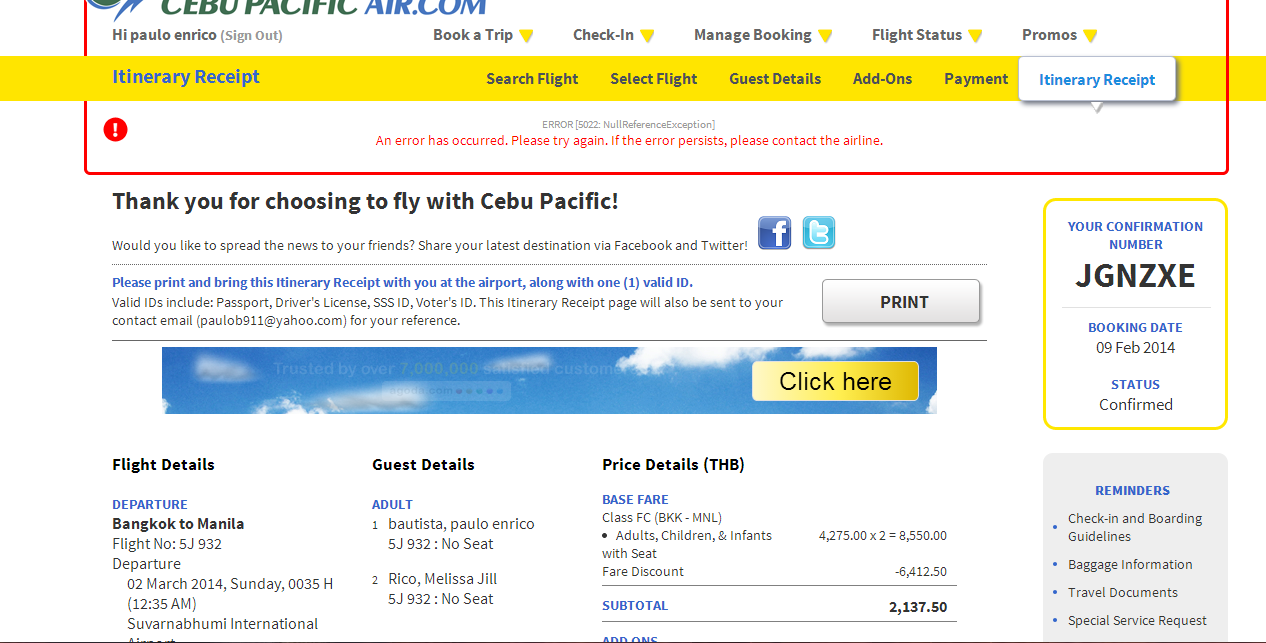 CEBU PACIFIC AIR.COM
Hi paulo enrico (Sign Out)
Book a Trip
Check-In
Manage Booking
Flight Status
Promos
Itinerary Receipt
Search Flight
Select Flight
Guest Details
Add-Ons
Payment
Itinerary Receipt
!
ERROR [5022: NullReferenceException]
An error has occurred. Please try again. If the error persists, please contact the airline.
Thank you for choosing to fly with Cebu Pacific!
Would you like to spread the news to your friends? Share your latest destination via Facebook and Twitter!
Please print and bring this Itinerary Receipt with you at the airport, along with one (1) valid ID.
Valid IDs include: Passport, Driver's License, SSS ID, Voter's ID. This Itinerary Receipt page will also be sent to your
contact email (paulob911@yahoo.com) for your reference.
PRINT
Trusted by over 7,000,000 satisfied custome
Click here
YOUR CONFIRMATION
NUMBER
JGNZXE
BOOKING DATE
09 Feb 2014
STATUS
Confirmed
Flight Details
DEPARTURE
Bangkok to Manila
Flight No: 5J 932
Departure
02 March 2014, Sunday, 0035 H
(12:35 AM)
Suvarnabhumi International
Airport
Guest Details
ADULT
1 bautista, paulo enrico
5J 932 : No Seat
2 Rico, Melissa Jill
5J 932 : No Seat
Price Details (THB)
BASE FARE
Class FC (BKK - MNL)
• Adults, Children, & Infants
with Seat
4,275.00 x 2 = 8,550.00
Fare Discount -6,412.50
SUBTOTAL 2,137.50
ADD ONS
REMINDERS
• Check-in and Boarding
Guidelines
• Baggage Information
• Travel Documents
• Special Service Request